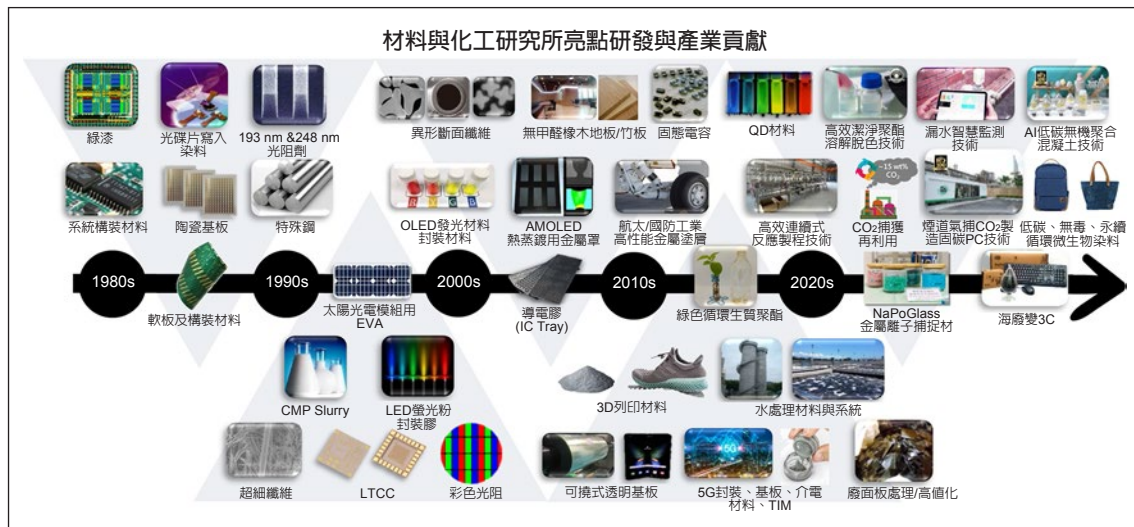 材料與化工研究所亮點研發與產業貢獻
綠漆
光碟片寫入
染料
193 nm &248 nm
光阻劑
異形斷面纖維
無甲醛橡木地板/竹板
固態電容
QD材料
高效潔淨聚酯
溶解脫色技術
漏水智慧監測
技術
AI低碳無機聚合
混凝土技術
系統構裝材料
陶瓷基板
特殊鋼
OLED發光材料
封裝材料
AMOLED
熱蒸鍍用金屬罩
航太/國防工業
高性能金屬塗層
高效連續式
反應製程技術
~15 wt%
CO₂
CO₂捕獲
再利用
煙道氣捕CO₂製
造固碳PC技術
低碳、無毒、永續
循環微生物染料
1980s
1990s
2000s
2010s
2020s
軟板及構裝材料
太陽光電模組用
EVA
導電膠
(IC Tray)
綠色循環生質聚酯
NaPoGlass
金屬離子捕捉材
海廢變3C
CMP Slurry
LED螢光粉
封裝膠
3D列印材料
水處理材料與系統
超細纖維
LTCC
彩色光阻
可撓式透明基板
5G
5G封裝、基板、介電
材料、TIM
廢面板處理/高值化